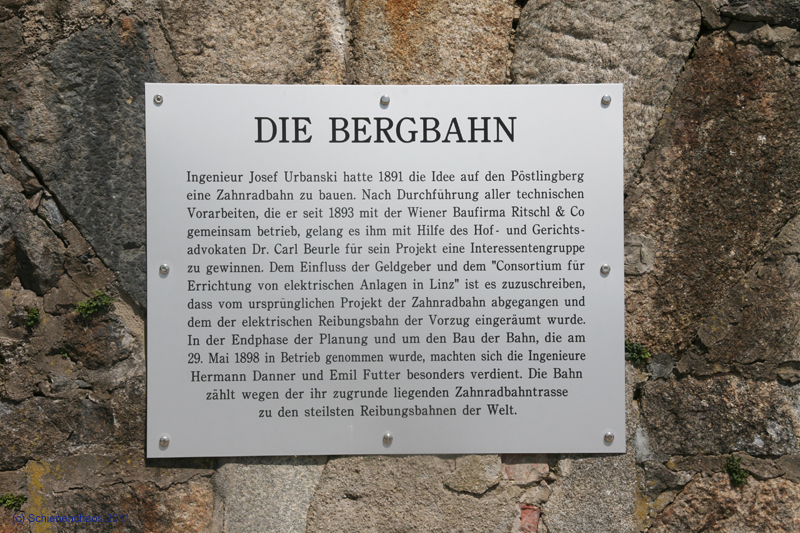 DIE BERGBAHN
Ingenieur Josef Urbanski hatte 1891 die Idee auf den Pöstlingberg
eine Zahnradbahn zu bauen. Nach Durchführung aller technischen
Vorarbeiten, die er seit 1893 mit der Wiener Baufirma Ritschl & Co
gemeinsam betrieb, gelang es ihm mit Hilfe des Hof- und Gerichts-
advokaten Dr. Carl Beurle für sein Projekt eine Interessentengruppe
zu gewinnen. Dem Einfluss der Geldgeber und dem "Consortium für
Errichtung von elektrischen Anlagen in Linz" ist es zuzuschreiben,
dass vom ursprünglichen Projekt der Zahnradbahn abgegangen und
dem der elektrischen Reibungsbahn der Vorzug eingeräumt wurde.
In der Endphase der Planung und um den Bau der Bahn, die am
29. Mai 1898 in Betrieb genommen wurde, machten sich die Ingenieure
Hermann Danner und Emil Futter besonders verdient. Die Bahn
zählt wegen der ihr zugrunde liegenden Zahnradbahntrasse
zu den steilsten Reibungsbahnen der Welt.
(c)